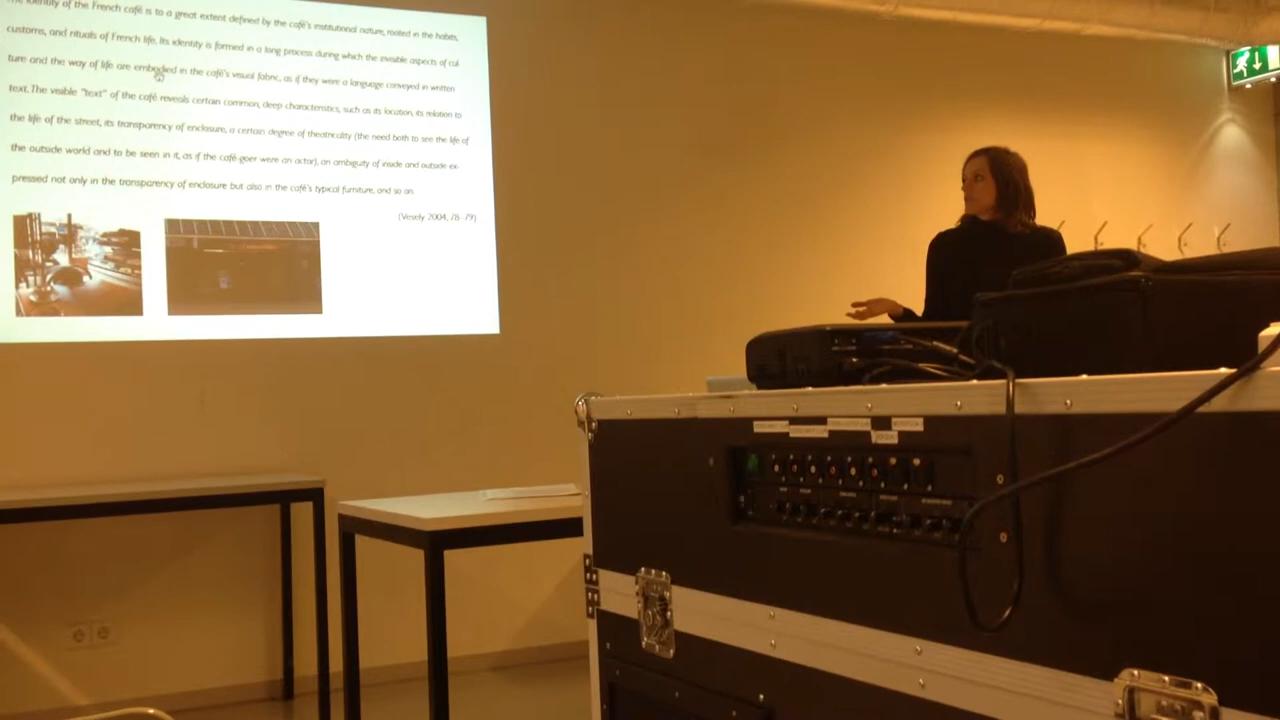 identity of the French café is to a great extent defined by the café's institutional nature, rooted in the habits,
customs, and rituals of French life. Its identity is formed in a long process during which the invisible aspects of cul
ture and the way of life are embodied in the café's visual fabric, as if they were a language conveyed in written
text. The visible "text" of the café reveals certain common, deep characteristics, such as its location, its relation to
the life of the street, its transparency of enclosure, a certain degree of theatricality (the need both to see the life of
the outside world and to be seen in it, as if the café-goer were an actor), an ambiguity of inside and outside ex-
pressed not only in the transparency of enclosure but also in the café's typical furniture, and so on.
(Vesely 2004, 78-79)